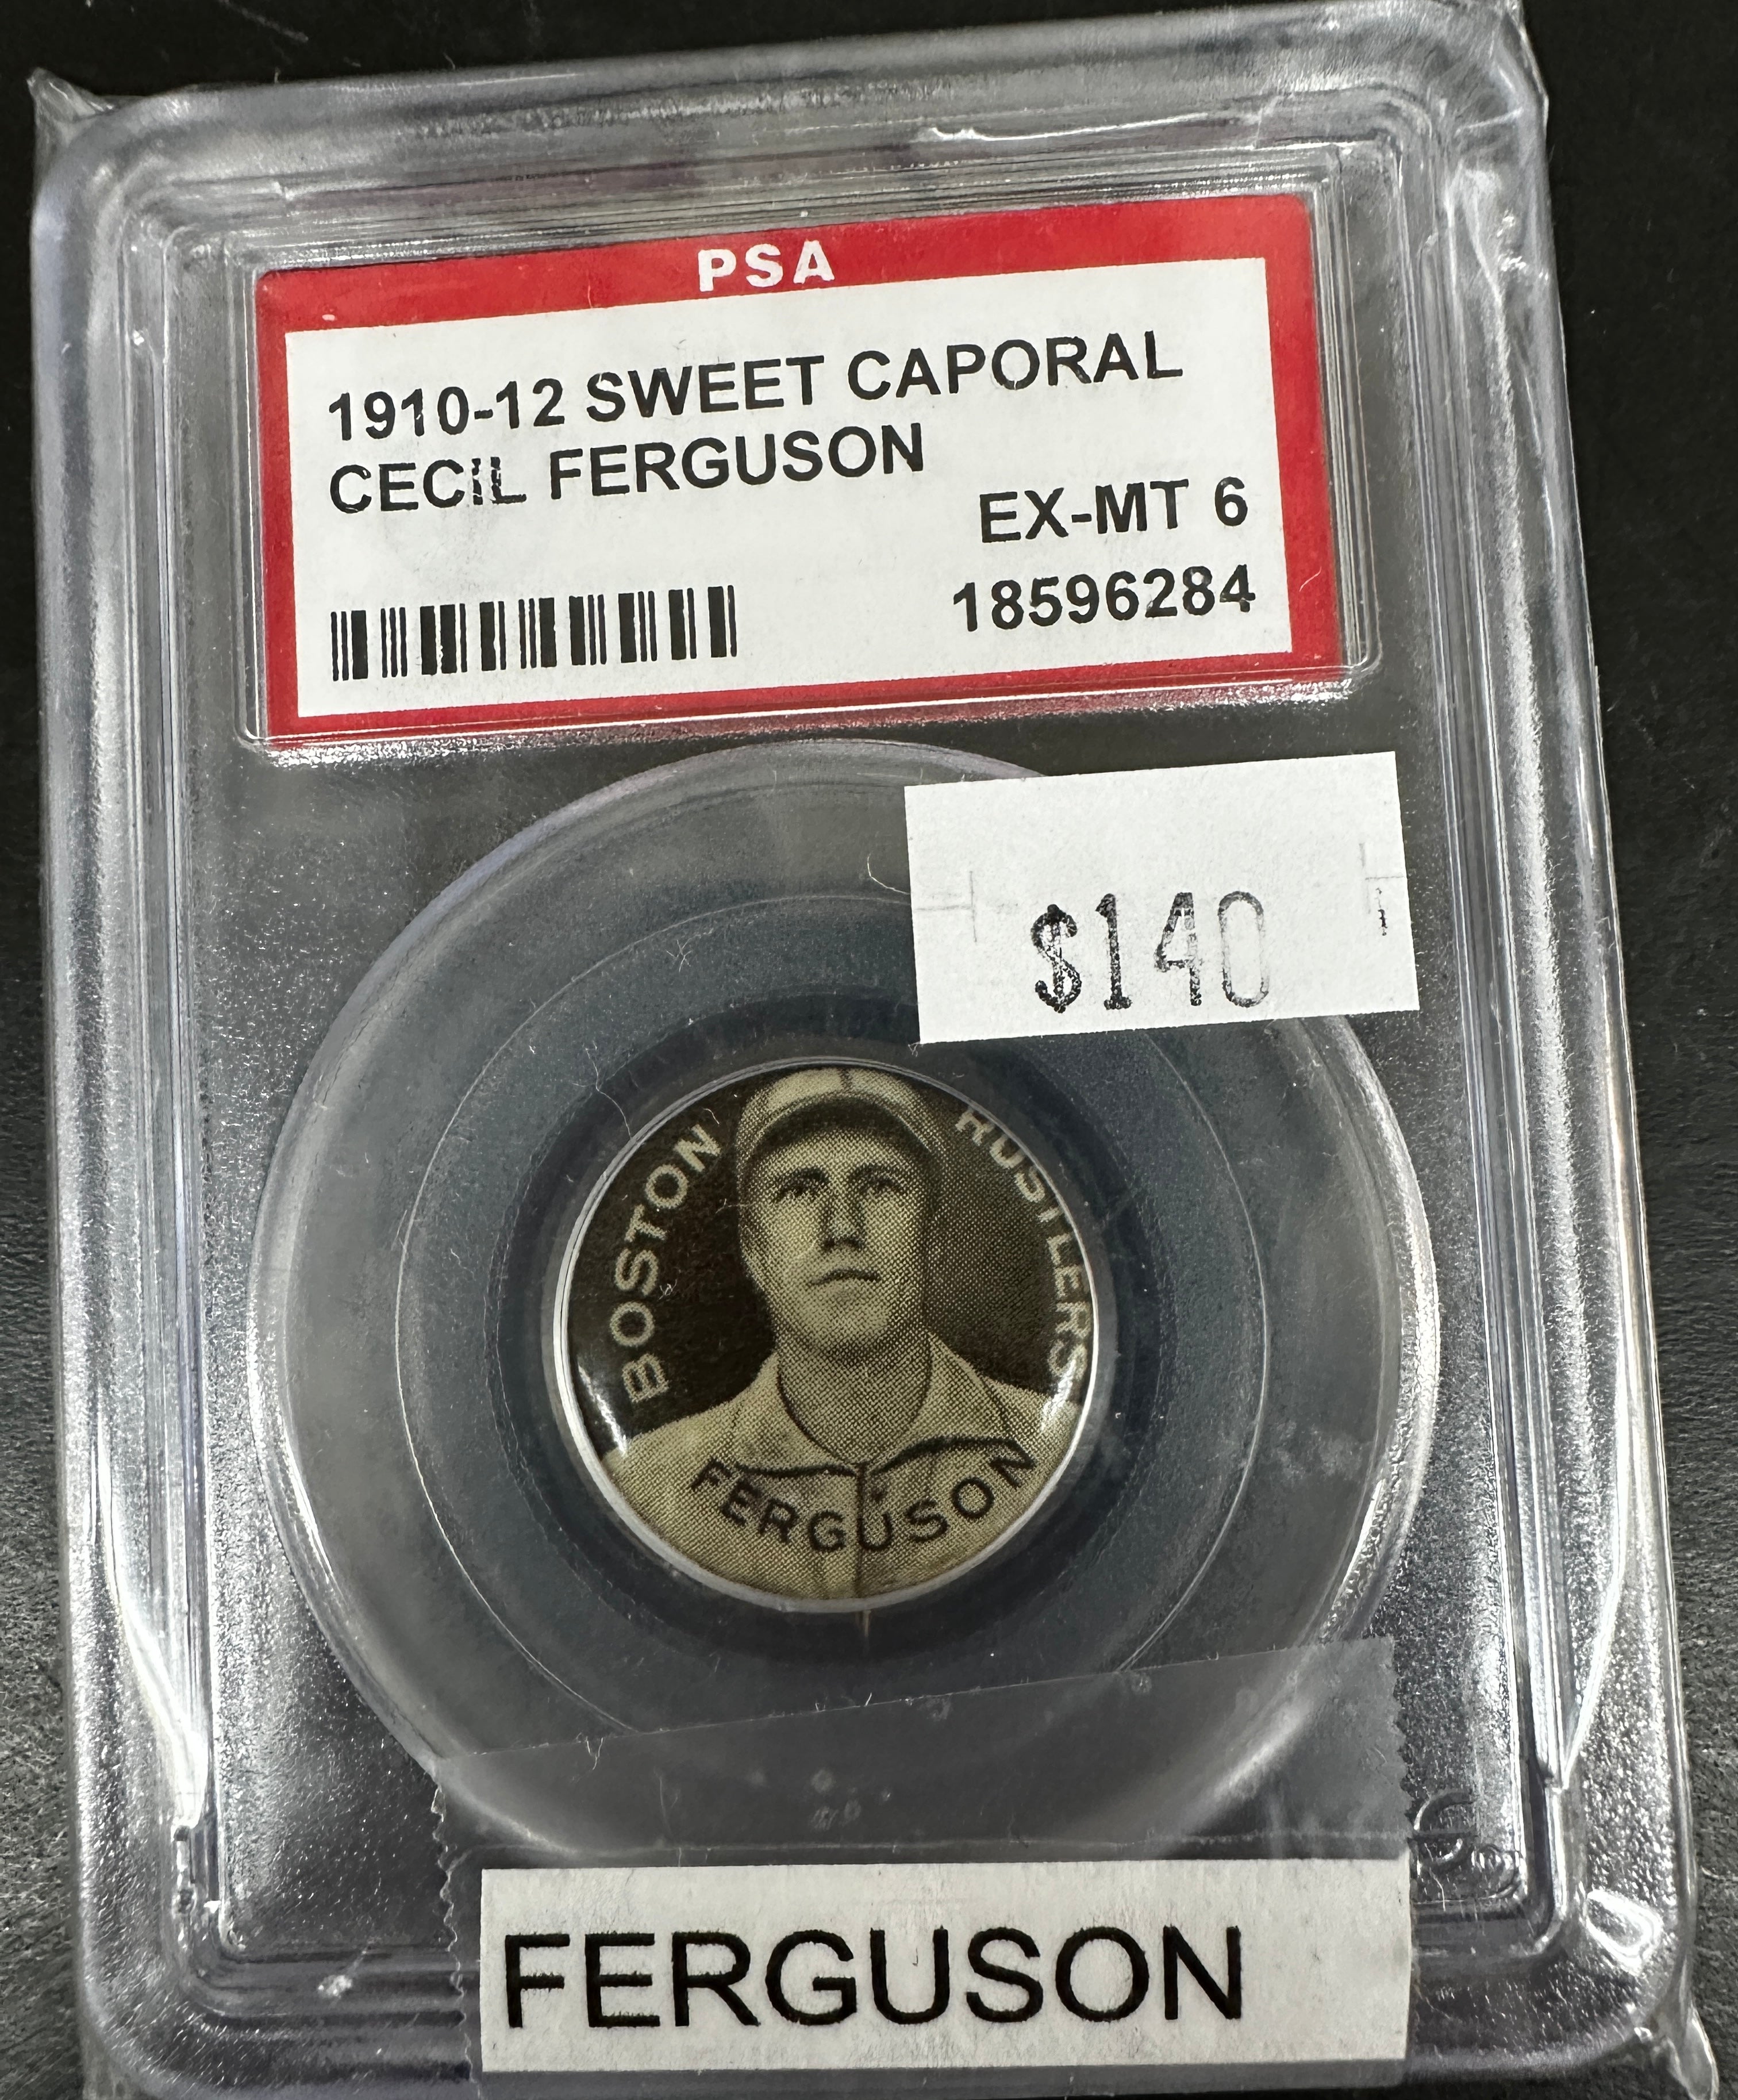 PSA
1910-12 SWEET CAPORAL
CECIL FERGUSON
EX-MT 6
18596284
$140
BOSTON
RUSTLERS
FERGUSON
FERGUSON